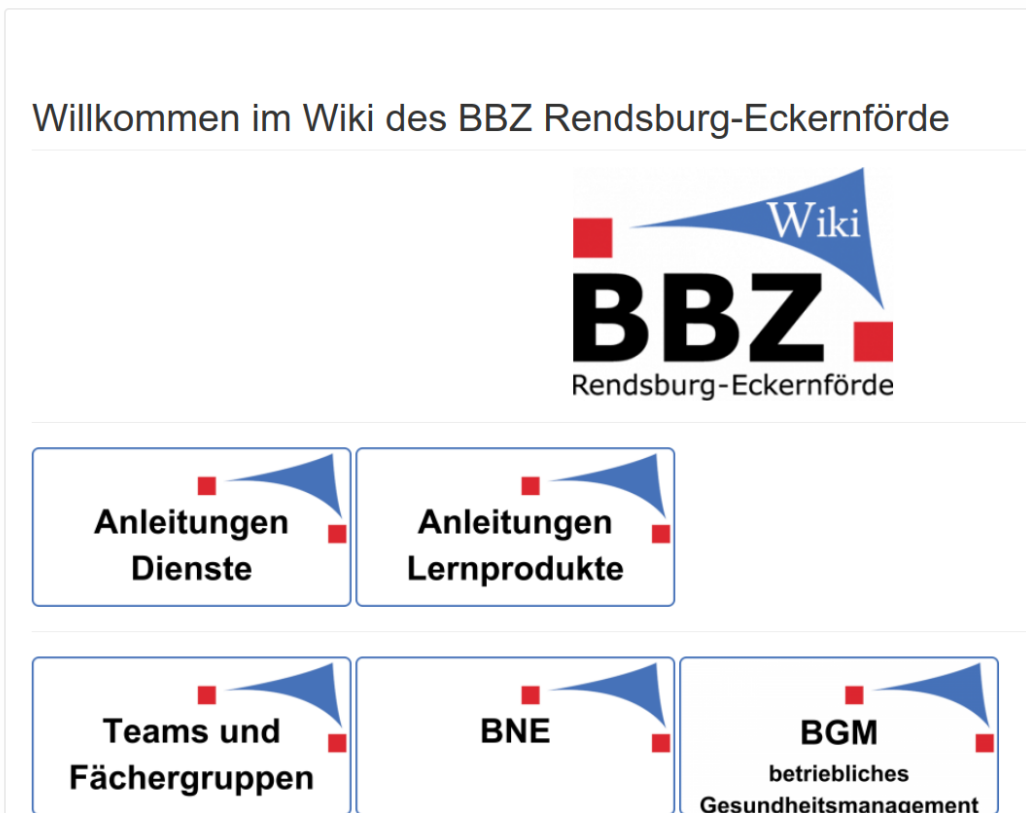 Willkommen im Wiki des BBZ Rendsburg-Eckernförde
Wiki
BBZ
Rendsburg-Eckernförde
Anleitungen
Dienste
Anleitungen
Lernprodukte
Teams und
Fächergruppen
BNE
BGM
betriebliches
Gesundheitsmanagement